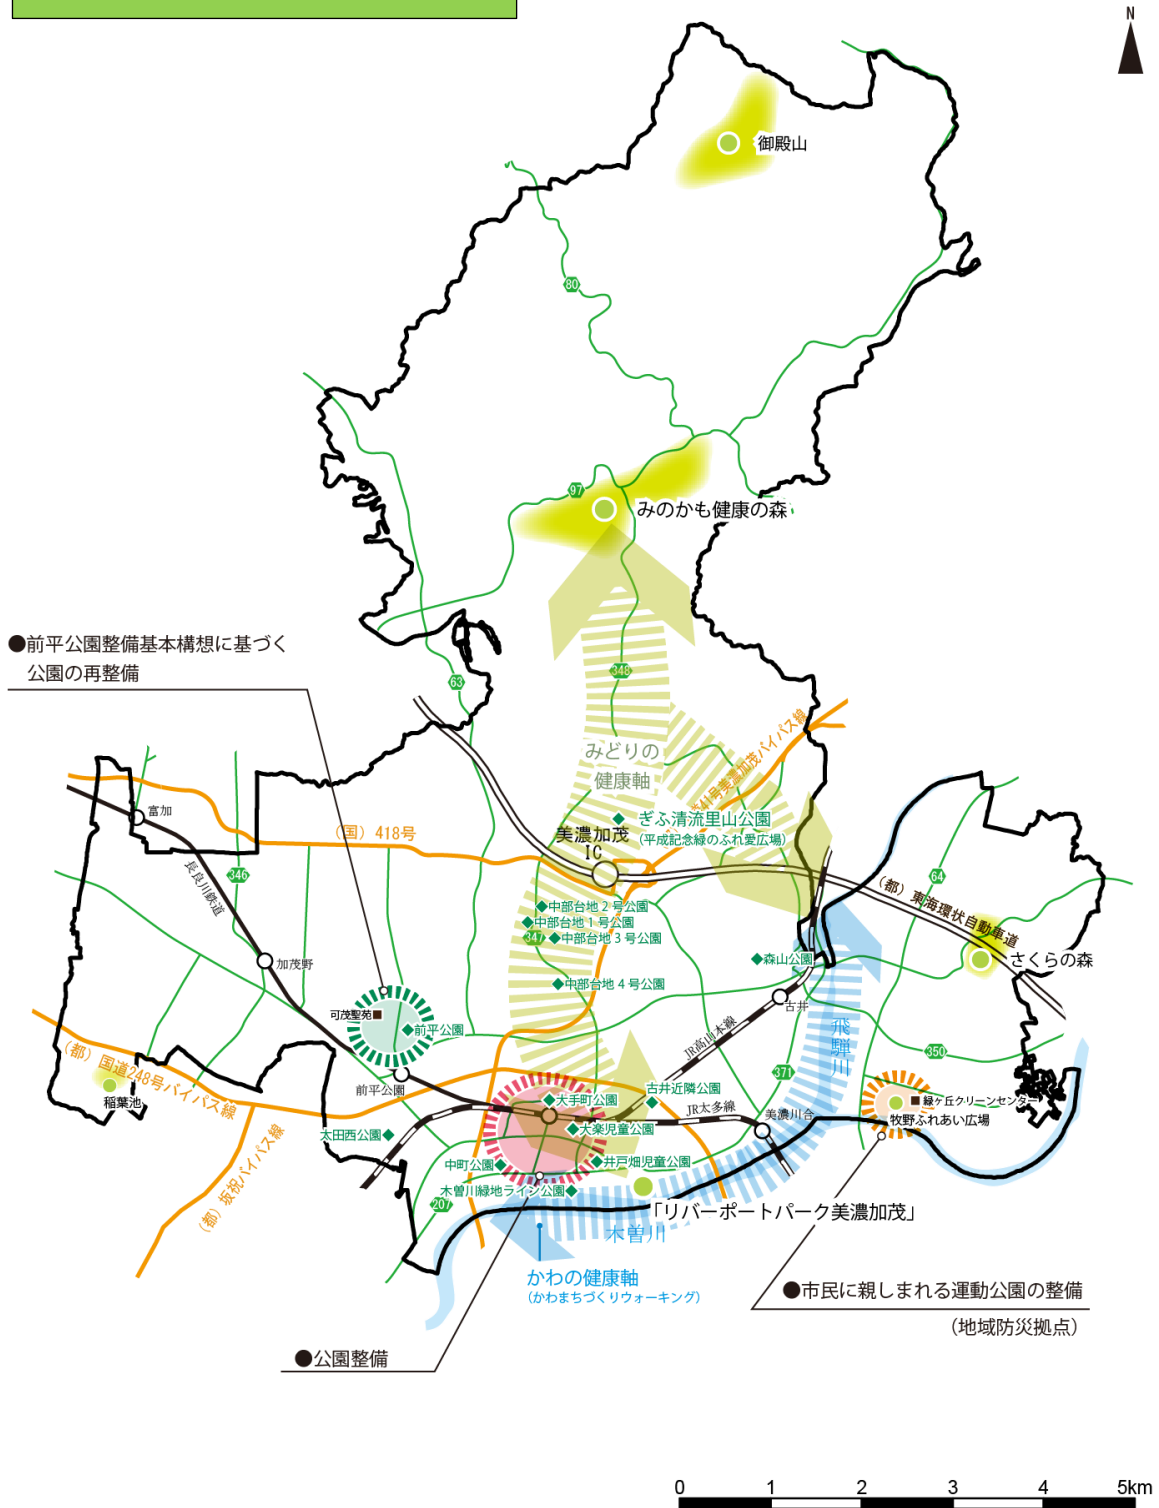 N
御殿山
80
97
みのかも健康の森
●前平公園整備基本構想に基づく
公園の再整備
348
63
みどりの
健康軸
41号美濃加茂バイパス線
富加
（国）418号
◆ぎふ清流里山公園
（平成記念緑のふれ愛広場）
美濃加茂
IC
346
長良川鉄道
64
（都）東海環状自動車道
◆中部台地2号公園
◆中部台地1号公園
347
◆中部台地3号公園
◆中部台地4号公園
◆森山公園
さくらの森
加茂野
古井
可茂聖苑■
◆前平公園
JR高山本線
飛騨川
350
（都）国道248号バイパス線
371
稲葉池
前平公園
◆大手町公園
古井近隣公園
◆
JR太多線
美濃川合
■緑ヶ丘クリーンセンター
牧野ふれあい広場
太田西公園◆
◆大楽児童公園
（都）坂祝バイパス線
中町公園◆
◆井戸畑児童公園
木曽川緑地ライン公園◆
207
「リバーポートパーク美濃加茂」
木曽川
かわの健康軸
（かわまちづくりウォーキング）
●市民に親しまれる運動公園の整備
（地域防災拠点）
●公園整備
0 1 2 3 4 5km